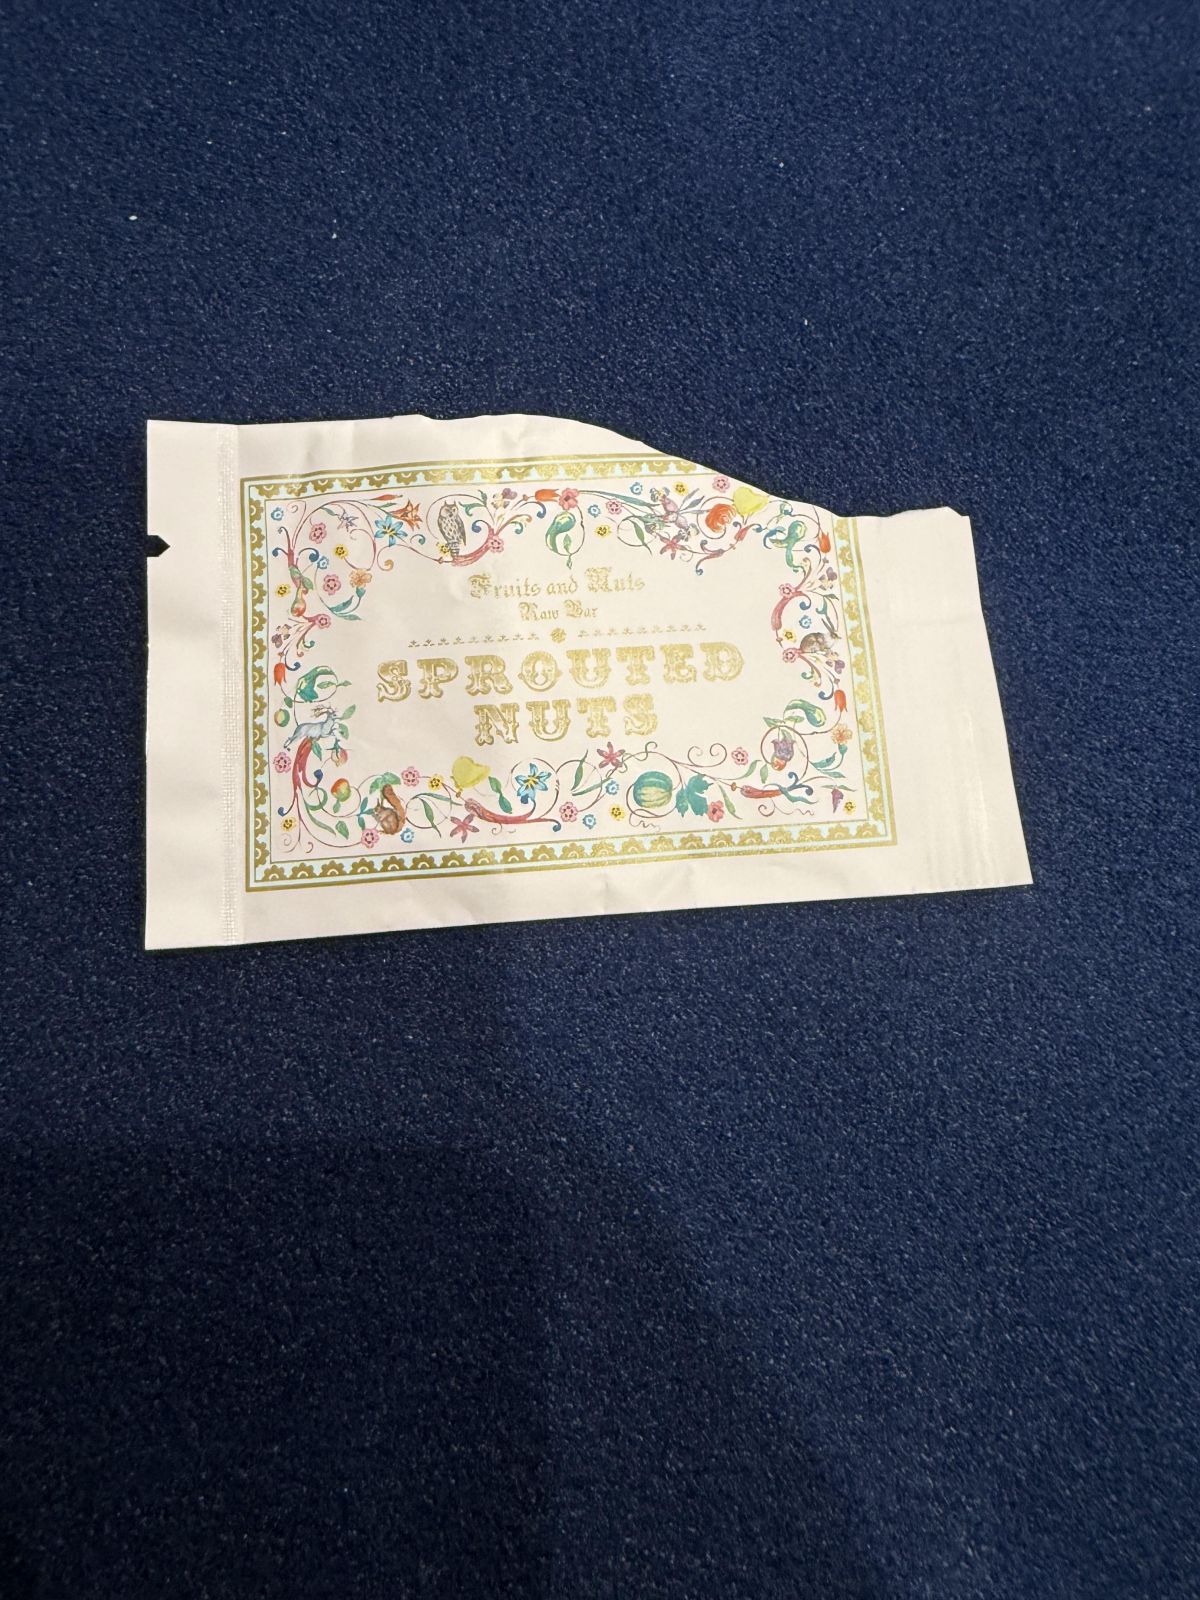 Fruits and Nuts
Raw Bar
SPROUTED
NUTS